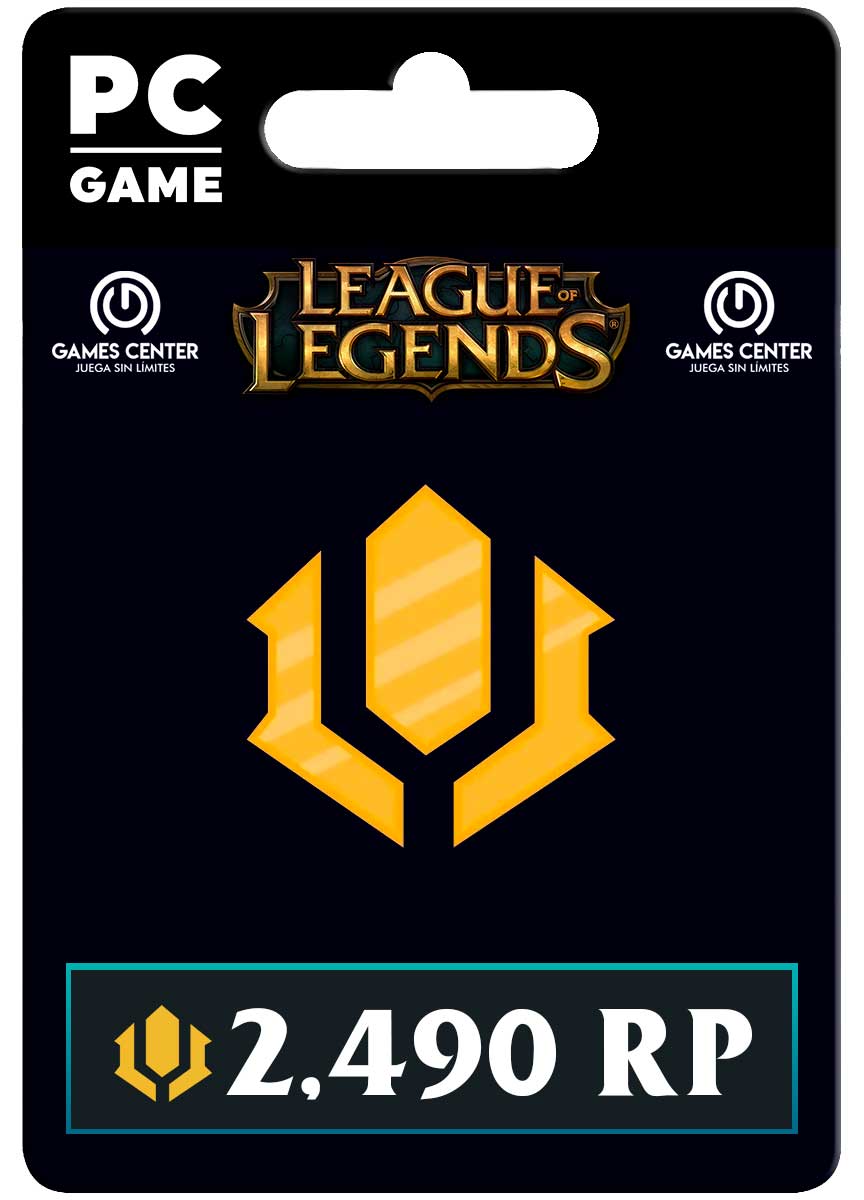 PC
GAME
GAMES CENTER
JUEGA SIN LÍMITES
LEAGUE OF
LEGENDS®
GAMES CENTER
JUEGA SIN LÍMITES
2,490 RP